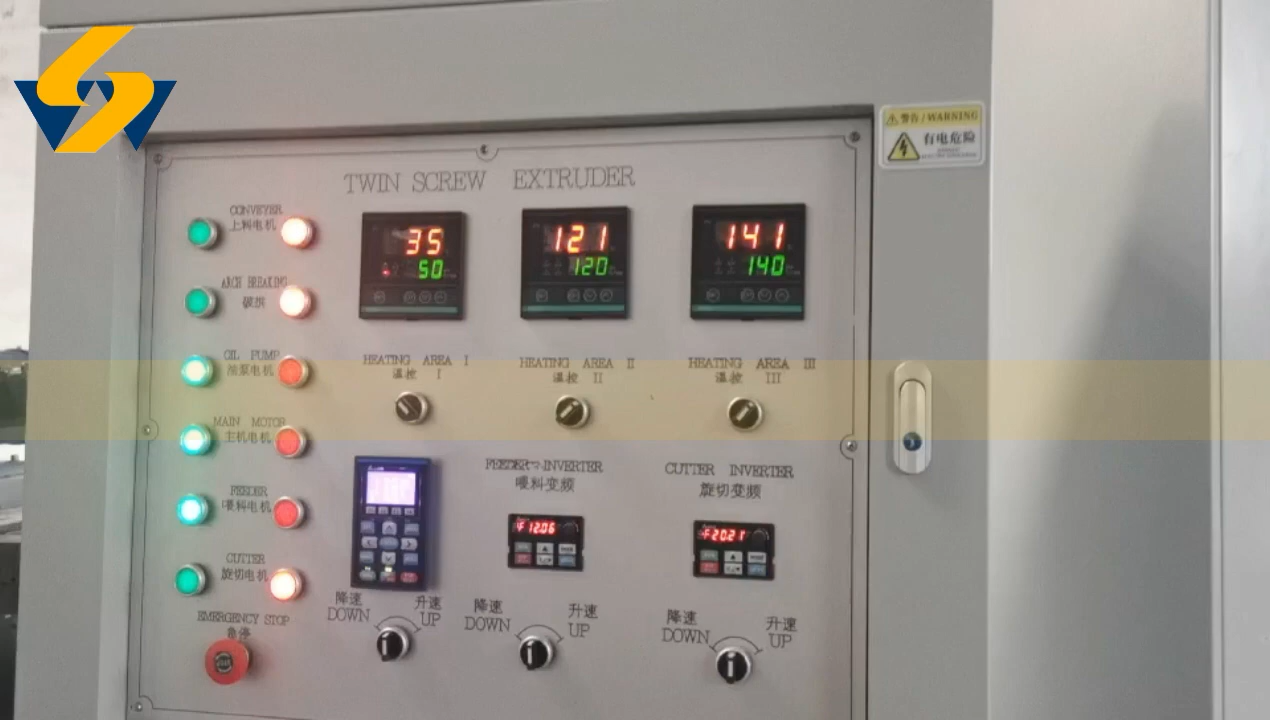 警告/WARNING
有电危险
TWIN SCREW EXTRUDER
CONVEYER
上料电机
35
50
121
120
141
140
ARCH BREAKING
破拱
OIL PUMP
油泵电机
HEATING AREA I
温控 I
HEATING AREA II
温控 II
HEATING AREA III
温控 III
MAIN MOTOR
主机电机
FEEDER INVERTER
喂料变频
CUTTER INVERTER
旋切变频
FEEDER
喂料电机
F12.06
F20.21
CUTTER
旋切电机
EMERGENCY STOP
急停
降速
DOWN
升速
UP
降速
DOWN
升速
UP
降速
DOWN
升速
UP